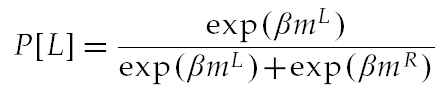 P[L] = exp(βm^L) / (exp(βm^L)+exp(βm^R))